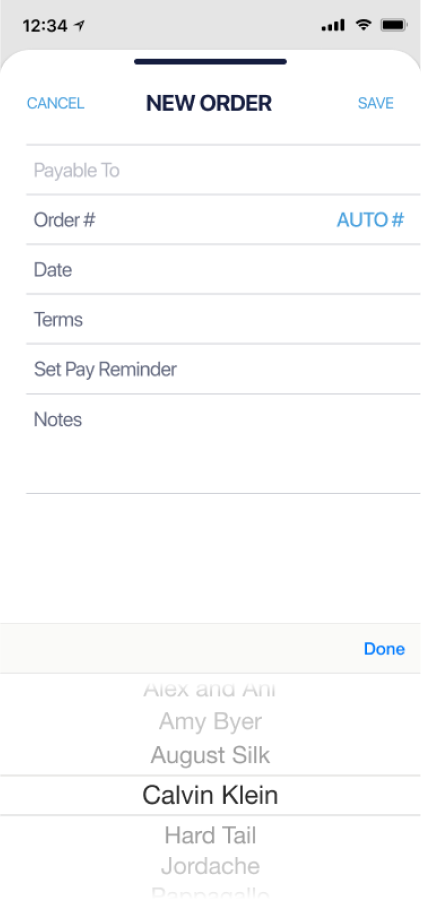 12:34
CANCEL NEW ORDER SAVE
Payable To
Order # AUTO #
Date
Terms
Set Pay Reminder
Notes
Done
Alex and Ani
Amy Byer
August Silk
Calvin Klein
Hard Tail
Jordache
Pappagallo